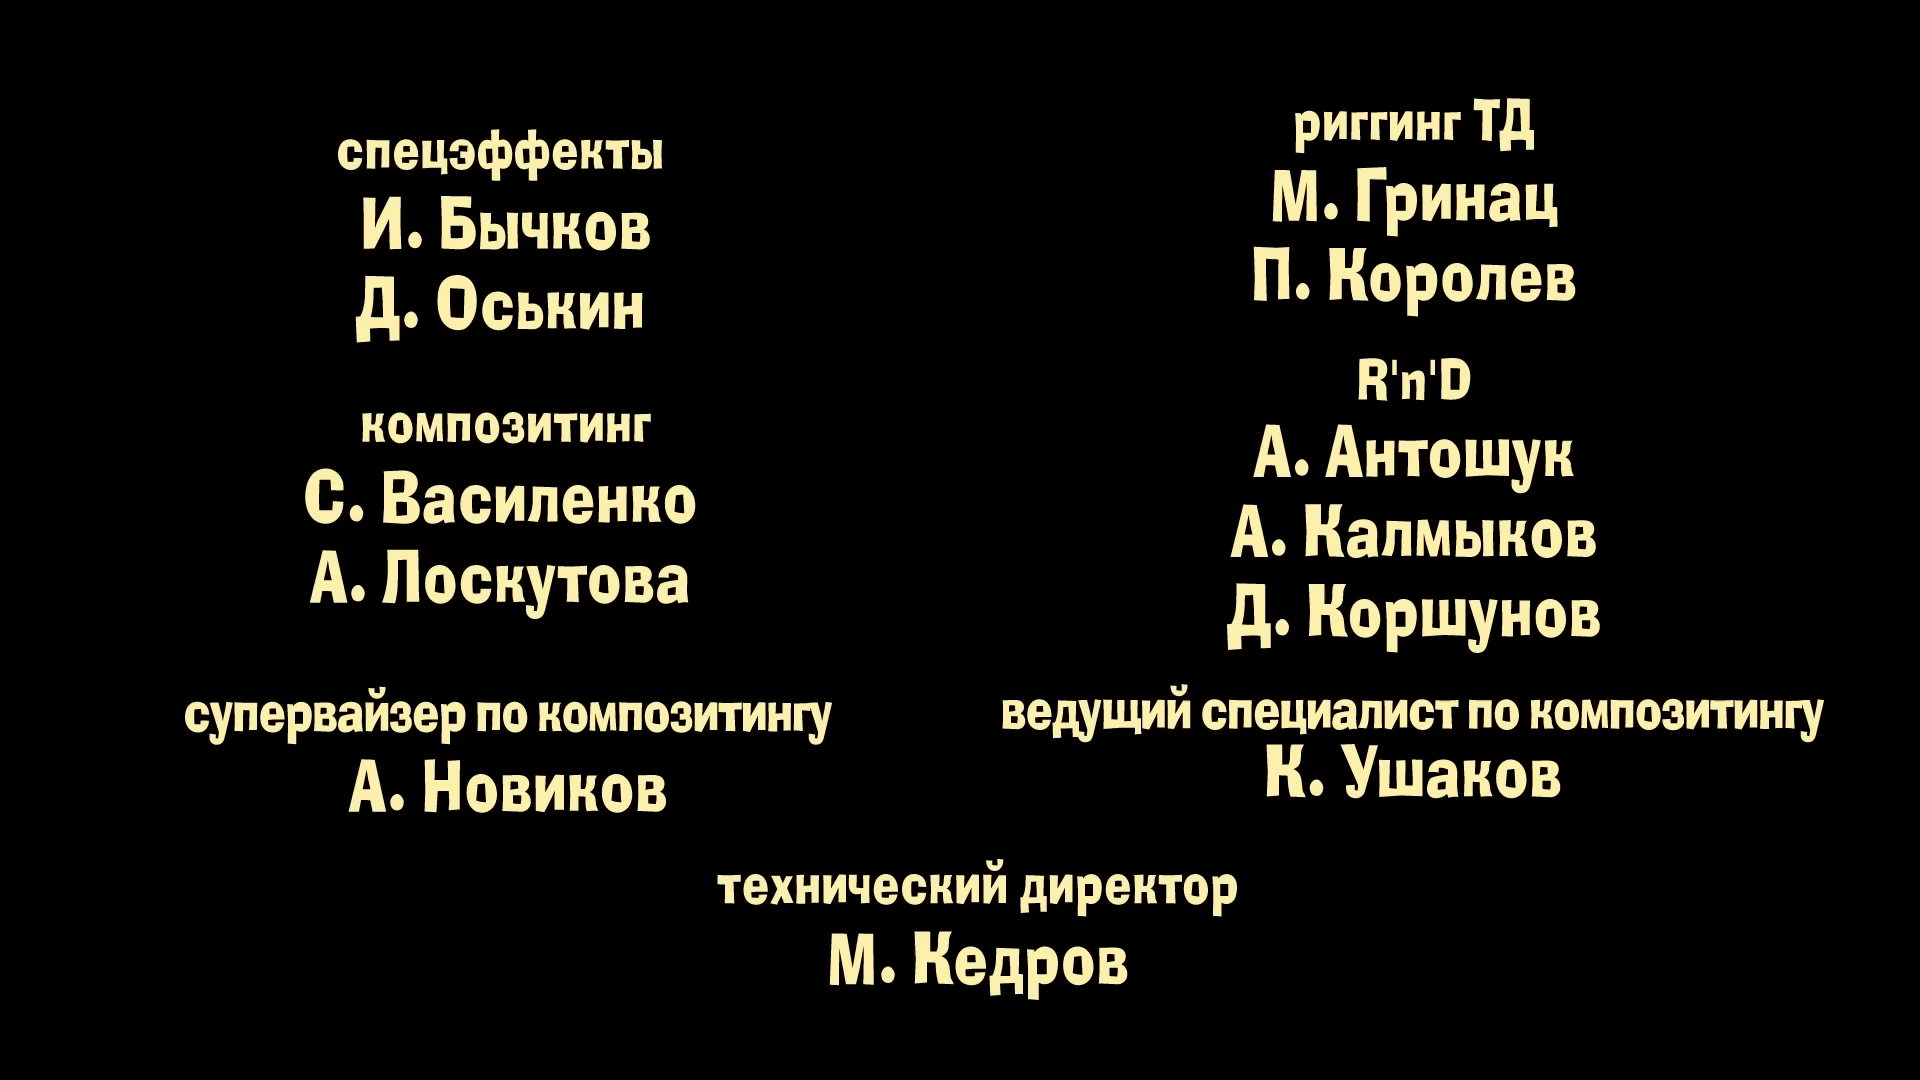 спецэффекты
И. Бычков
Д. Оськин
композитинг
С. Василенко
А. Лоскутова
супервайзер по композитингу
А. Новиков
риггинг ТД
М. Гринац
П. Королев
R'n'D
А. Антошук
А. Калмыков
Д. Коршунов
ведущий специалист по композитингу
К. Ушаков
технический директор
М. Кедров